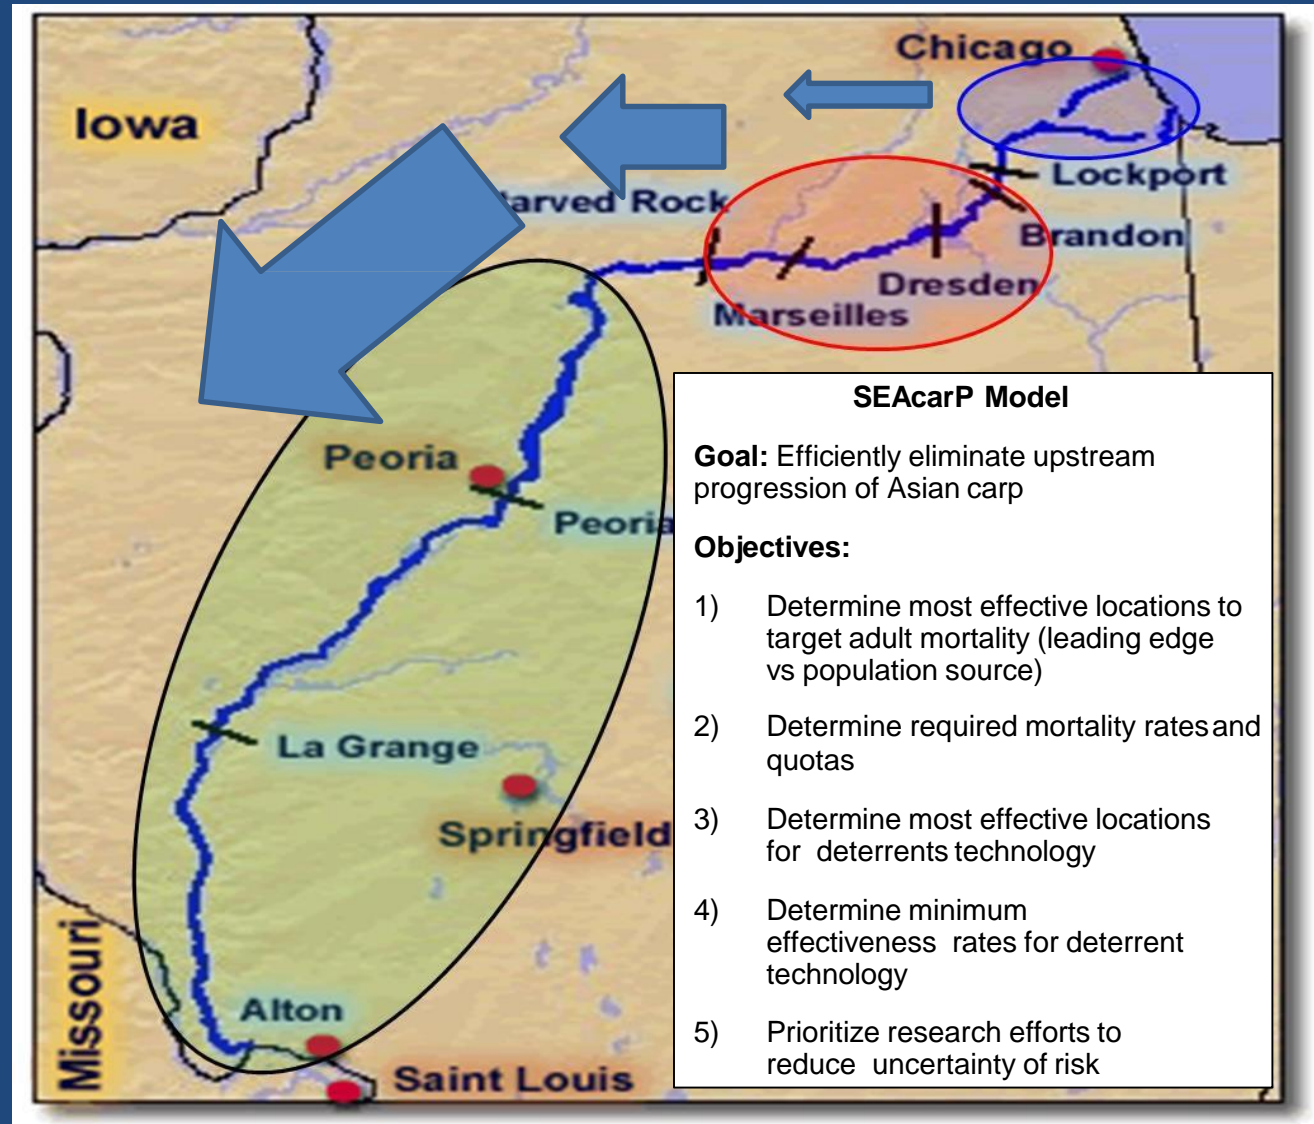 Chicago
Iowa
Lockport
arved Rock
Brandon
Dresden
Marseilles
Peoria
Peoria
La Grange
Springfield
Missouri
Alton
Saint Louis
SEAcarP Model
Goal: Efficiently eliminate upstream
progression of Asian carp
Objectives:
1) Determine most effective locations to
target adult mortality (leading edge
vs population source)
2) Determine required mortality rates and
quotas
3) Determine most effective locations
for deterrents technology
4) Determine minimum
effectiveness rates for deterrent
technology
5) Prioritize research efforts to
reduce uncertainty of risk